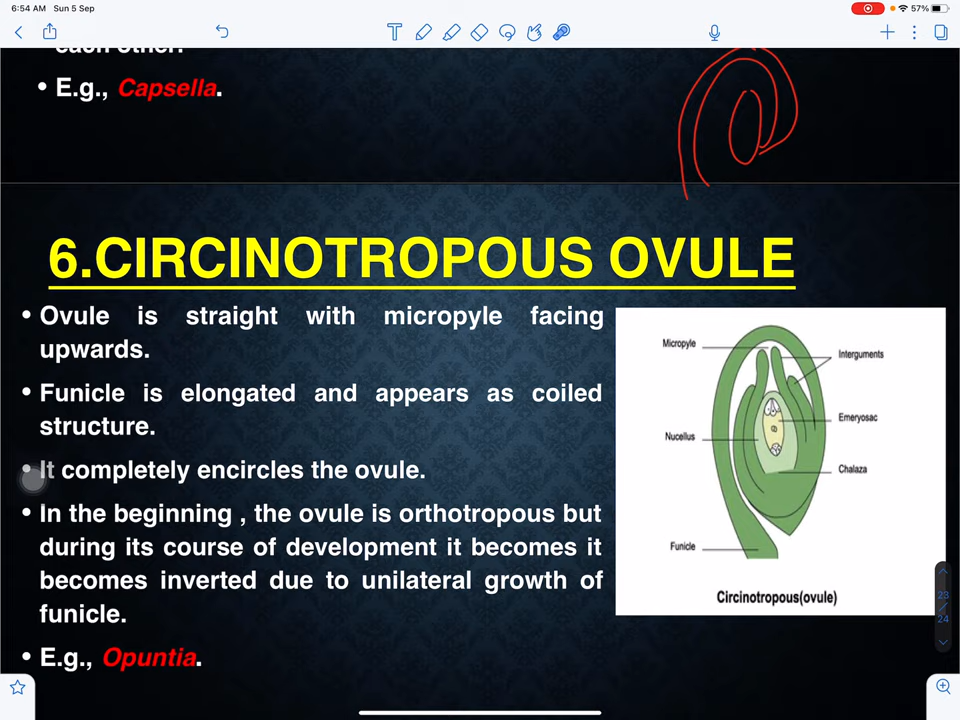 6:54 AM Sun 5 Sep
57%
each other.
• E.g., Capsella.
6.CIRCINOTROPOUS OVULE
• Ovule is straight with micropyle facing
upwards.
• Funicle is elongated and appears as coiled
structure.
• It completely encircles the ovule.
• In the beginning , the ovule is orthotropous but
during its course of development it becomes it
becomes inverted due to unilateral growth of
funicle.
• E.g., Opuntia.
Micropyle
Interguments
Emeryosac
Nucellus
Chalaza
Funicle
Circinotropous(ovule)
23
24